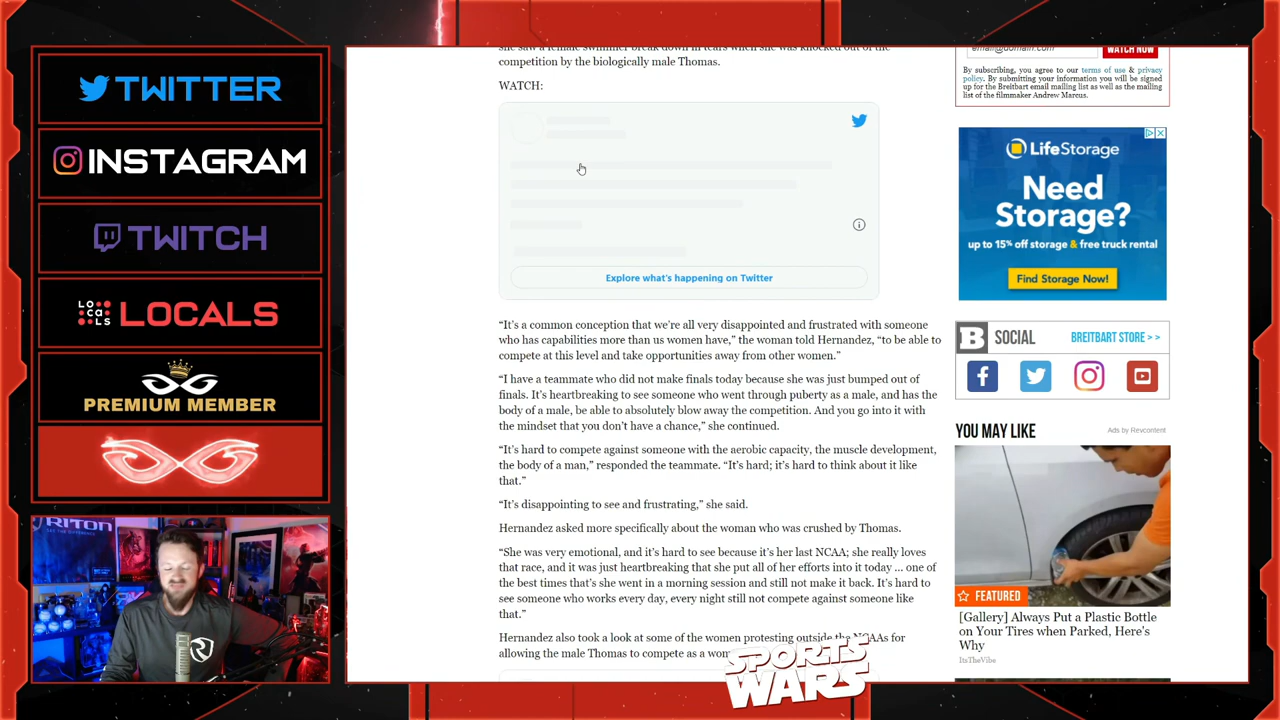 TWITTER
INSTAGRAM
TWITCH
LOCALS
LOCALS
PREMIUM MEMBER
RITON
SEE THE DIFFERENCE
R
competition by the biologically male Thomas.
WATCH:
Explore what's happening on Twitter
“It’s a common conception that we’re all very disappointed and frustrated with someone
who has capabilities more than us women have,” the woman told Hernandez, “to be able to
compete at this level and take opportunities away from other women.”
“I have a teammate who did not make finals today because she was just bumped out of
finals. It’s heartbreaking to see someone who went through puberty as a male, and has the
body of a male, be able to absolutely blow away the competition. And you go into it with
the mindset that you don’t have a chance,” she continued.
“It’s hard to compete against someone with the aerobic capacity, the muscle development,
the body of a man,” responded the teammate. “It’s hard; it’s hard to think about it like
that.”
“It’s disappointing to see and frustrating,” she said.
Hernandez asked more specifically about the woman who was crushed by Thomas.
“She was very emotional, and it’s hard to see because it’s her last NCAA; she really loves
that race, and it was just heartbreaking that she put all of her efforts into it today … one of
the best times that’s she went in a morning session and still not make it back. It’s hard to
see someone who works every day, every night still not compete against someone like
that.”
Hernandez also took a look at some of the women protesting outside the NCAAs for
allowing the male Thomas to compete as a
SPORTS
WARS
WATCH NOW
By subscribing, you agree to our terms of use & privacy
policy. By submitting your information you will be signed
up for the Breitbart email mailing list as well as the mailing
list of the filmmaker Andrew Marcus.
LifeStorage
Need
Storage?
up to 15% off storage & free truck rental
Find Storage Now!
B SOCIAL BREITBART STORE > >
YOU MAY LIKE
Ads by Revcontent
FEATURED
[Gallery] Always Put a Plastic Bottle
on Your Tires when Parked, Here's
Why
ItsTheVibe